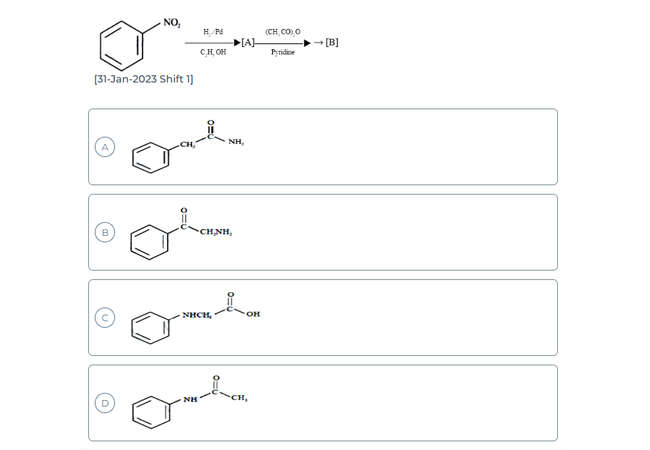 NO₂
H₂/Pd (CH₃CO)₂O
[A] → [B]
C₂H₅OH Pyridine
[31-Jan-2023 Shift 1]
O
A CH₂ C NH₂
O
B C CH₂NH₂
O
C NHCH₂ C OH
O
D NH C CH₃